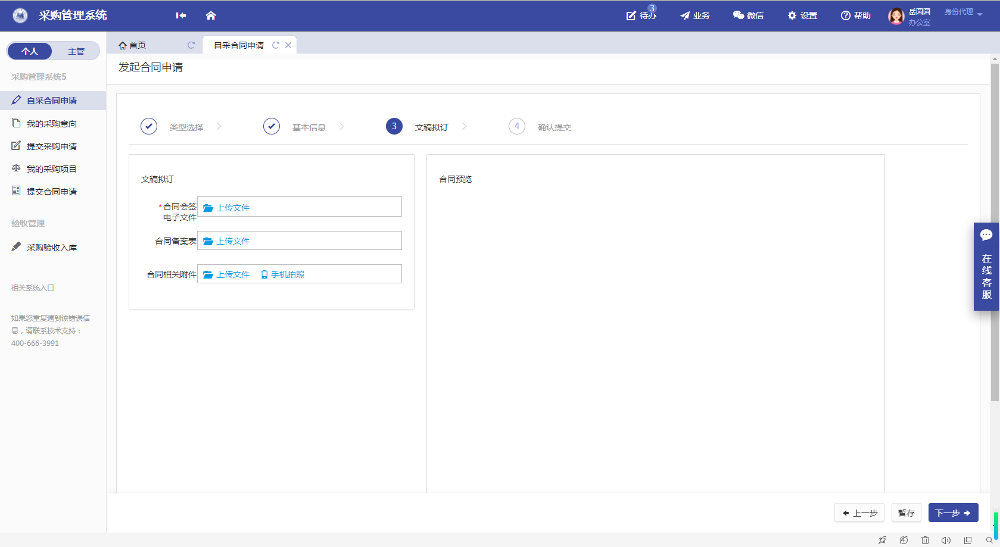 采购管理系统
3
待办
业务
微信
设置
帮助
岳圆圆
办公室
身份代理
个人
主管
采购管理系统5
自采合同申请
我的采购意向
提交采购申请
我的采购项目
提交合同申请
验收管理
采购验收入库
相关系统入口
如果您重复遇到该错误信
息，请联系技术支持：
400-666-3991
首页
自采合同申请
发起合同申请
类型选择
基本信息
3
文稿拟订
4
确认提交
文稿拟订
*合同会签
电子文件
上传文件
合同备案表
上传文件
合同相关附件
上传文件
手机拍照
合同预览
在线客服
上一步
暂存
下一步